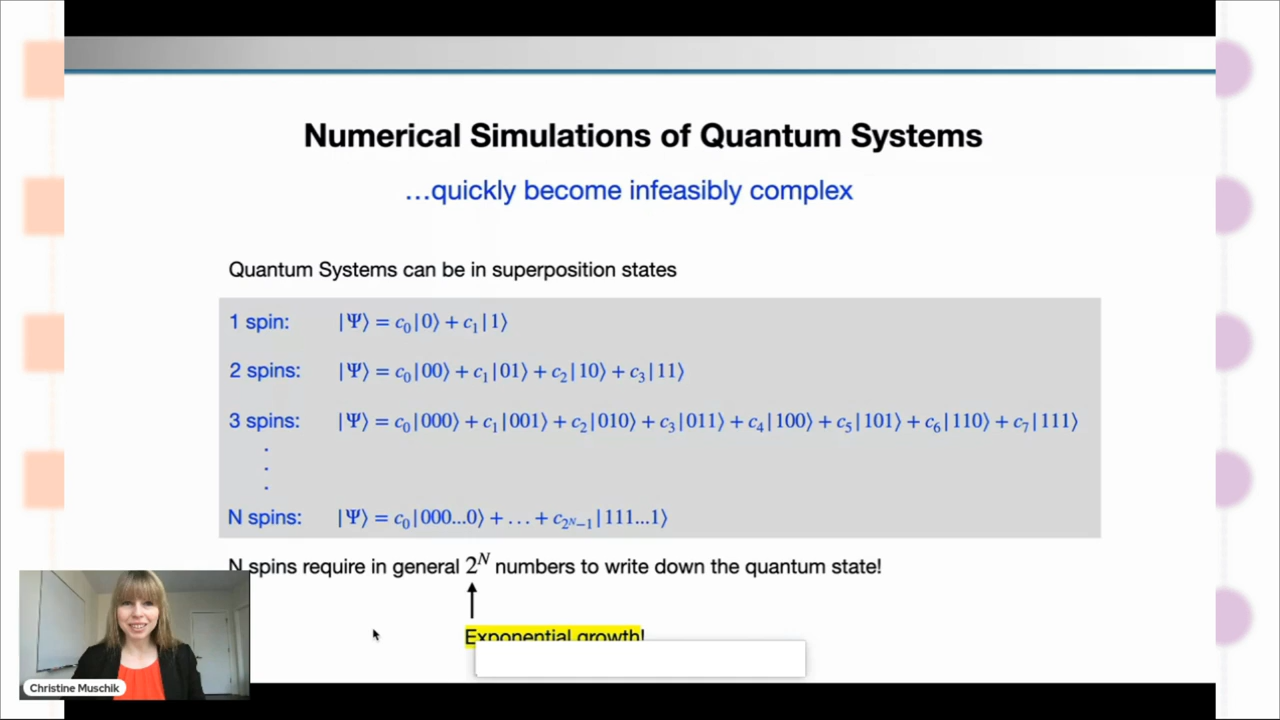 Numerical Simulations of Quantum Systems
…quickly become infeasibly complex
Quantum Systems can be in superposition states
1 spin: |Ψ⟩ = c₀|0⟩ + c₁|1⟩
2 spins: |Ψ⟩ = c₀|00⟩ + c₁|01⟩ + c₂|10⟩ + c₃|11⟩
3 spins: |Ψ⟩ = c₀|000⟩ + c₁|001⟩ + c₂|010⟩ + c₃|011⟩ + c₄|100⟩ + c₅|101⟩ + c₆|110⟩ + c₇|111⟩
.
.
.
N spins: |Ψ⟩ = c₀|000...0⟩ + … + c_{2^N−1}|111...1⟩
N spins require in general 2^N numbers to write down the quantum state!
Exponential growth!
Christine Muschik